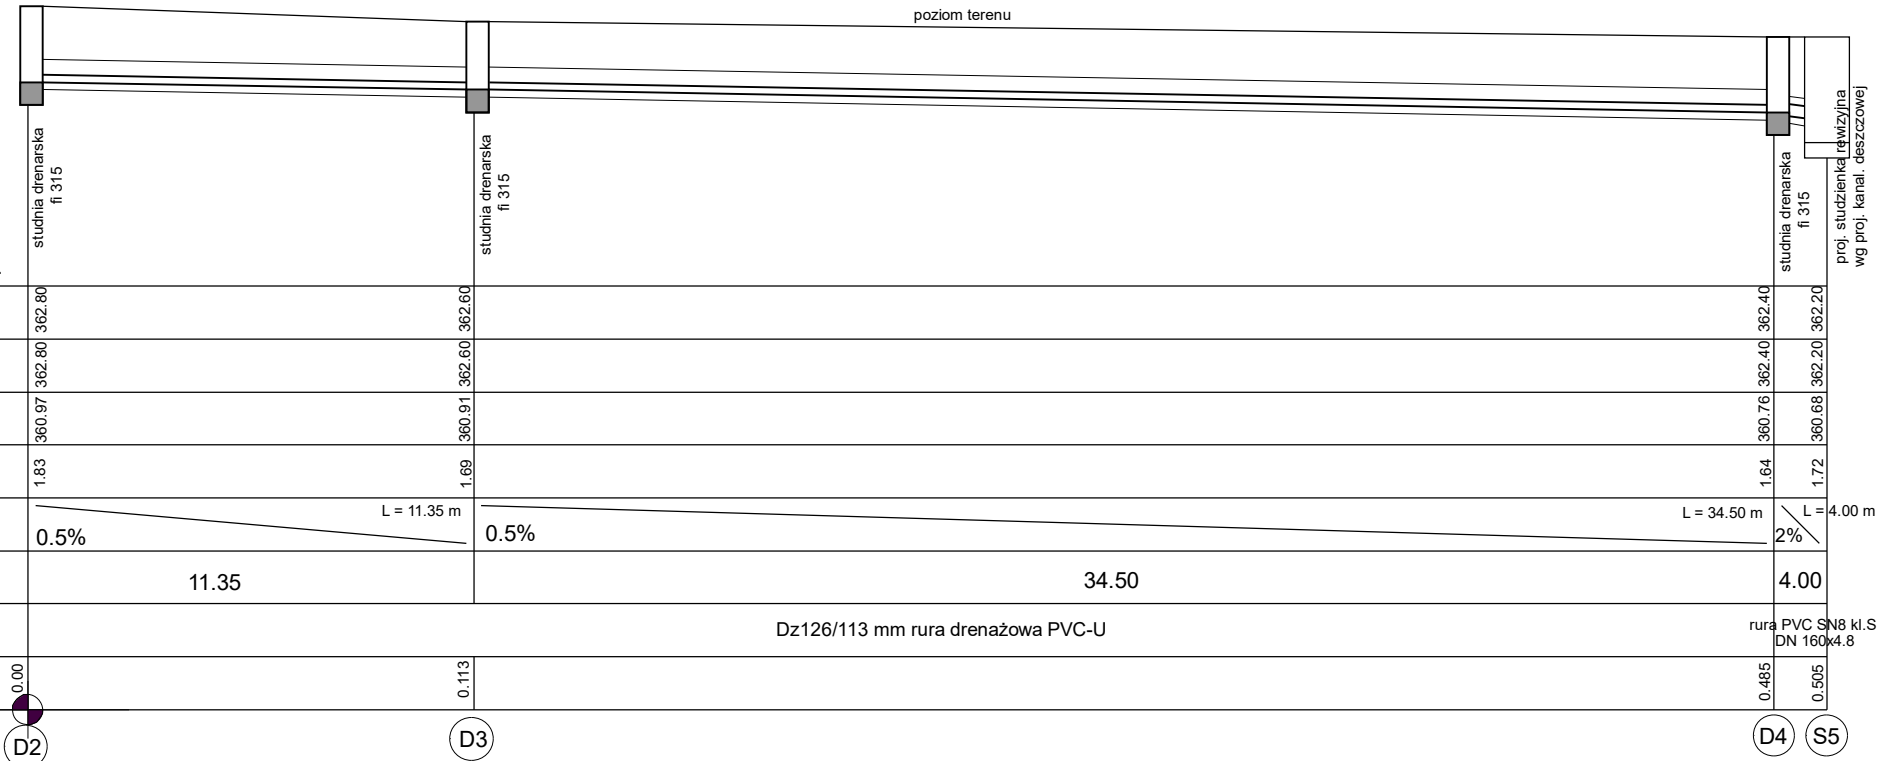 poziom terenu
studnia drenarska
fi 315
studnia drenarska
fi 315
studnia drenarska
fi 315
proj. studzienka rewizyjna
wg proj. kanal. deszczowej
362.80
362.60
362.40
362.20
362.80
362.60
362.40
362.20
360.97
360.91
360.76
360.68
1.83
1.69
1.64
1.72
L = 11.35 m
L = 34.50 m
L = 4.00 m
0.5%
0.5%
2%
11.35
34.50
4.00
Dz126/113 mm rura drenażowa PVC-U
rura PVC SN8 kl.S
DN 160x4.8
0.00
0.113
0.485
0.505
D2
D3
D4
S5